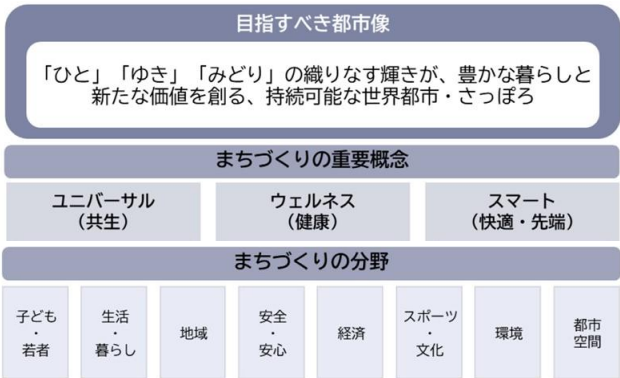 目指すべき都市像
「ひと」「ゆき」「みどり」の織りなす輝きが、豊かな暮らしと
新たな価値を創る、持続可能な世界都市・さっぽろ
まちづくりの重要概念
ユニバーサル
(共生)
ウェルネス
(健康)
スマート
(快適・先端)
まちづくりの分野
子ども
・
若者
生活
・
暮らし
地域
安全
・
安心
経済
スポーツ
・
文化
環境
都市
空間